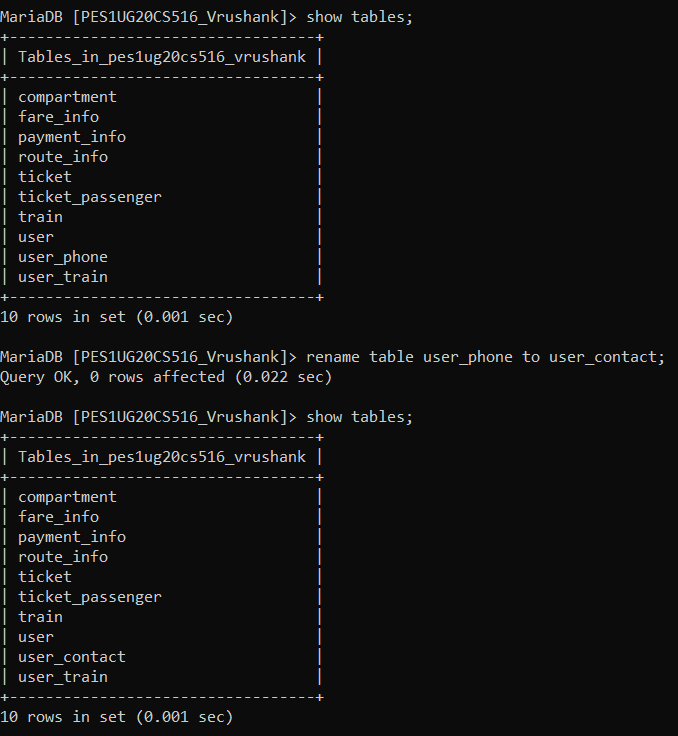 MariaDB [PES1UG20CS516_Vrushank]> show tables;
+----------------------------------+
| Tables_in_pes1ug20cs516_vrushank |
+----------------------------------+
| compartment                      |
| fare_info                        |
| payment_info                     |
| route_info                       |
| ticket                           |
| ticket_passenger                 |
| train                            |
| user                             |
| user_phone                       |
| user_train                       |
+----------------------------------+
10 rows in set (0.001 sec)

MariaDB [PES1UG20CS516_Vrushank]> rename table user_phone to user_contact;
Query OK, 0 rows affected (0.022 sec)

MariaDB [PES1UG20CS516_Vrushank]> show tables;
+----------------------------------+
| Tables_in_pes1ug20cs516_vrushank |
+----------------------------------+
| compartment                      |
| fare_info                        |
| payment_info                     |
| route_info                       |
| ticket                           |
| ticket_passenger                 |
| train                            |
| user                             |
| user_contact                     |
| user_train                       |
+----------------------------------+
10 rows in set (0.001 sec)